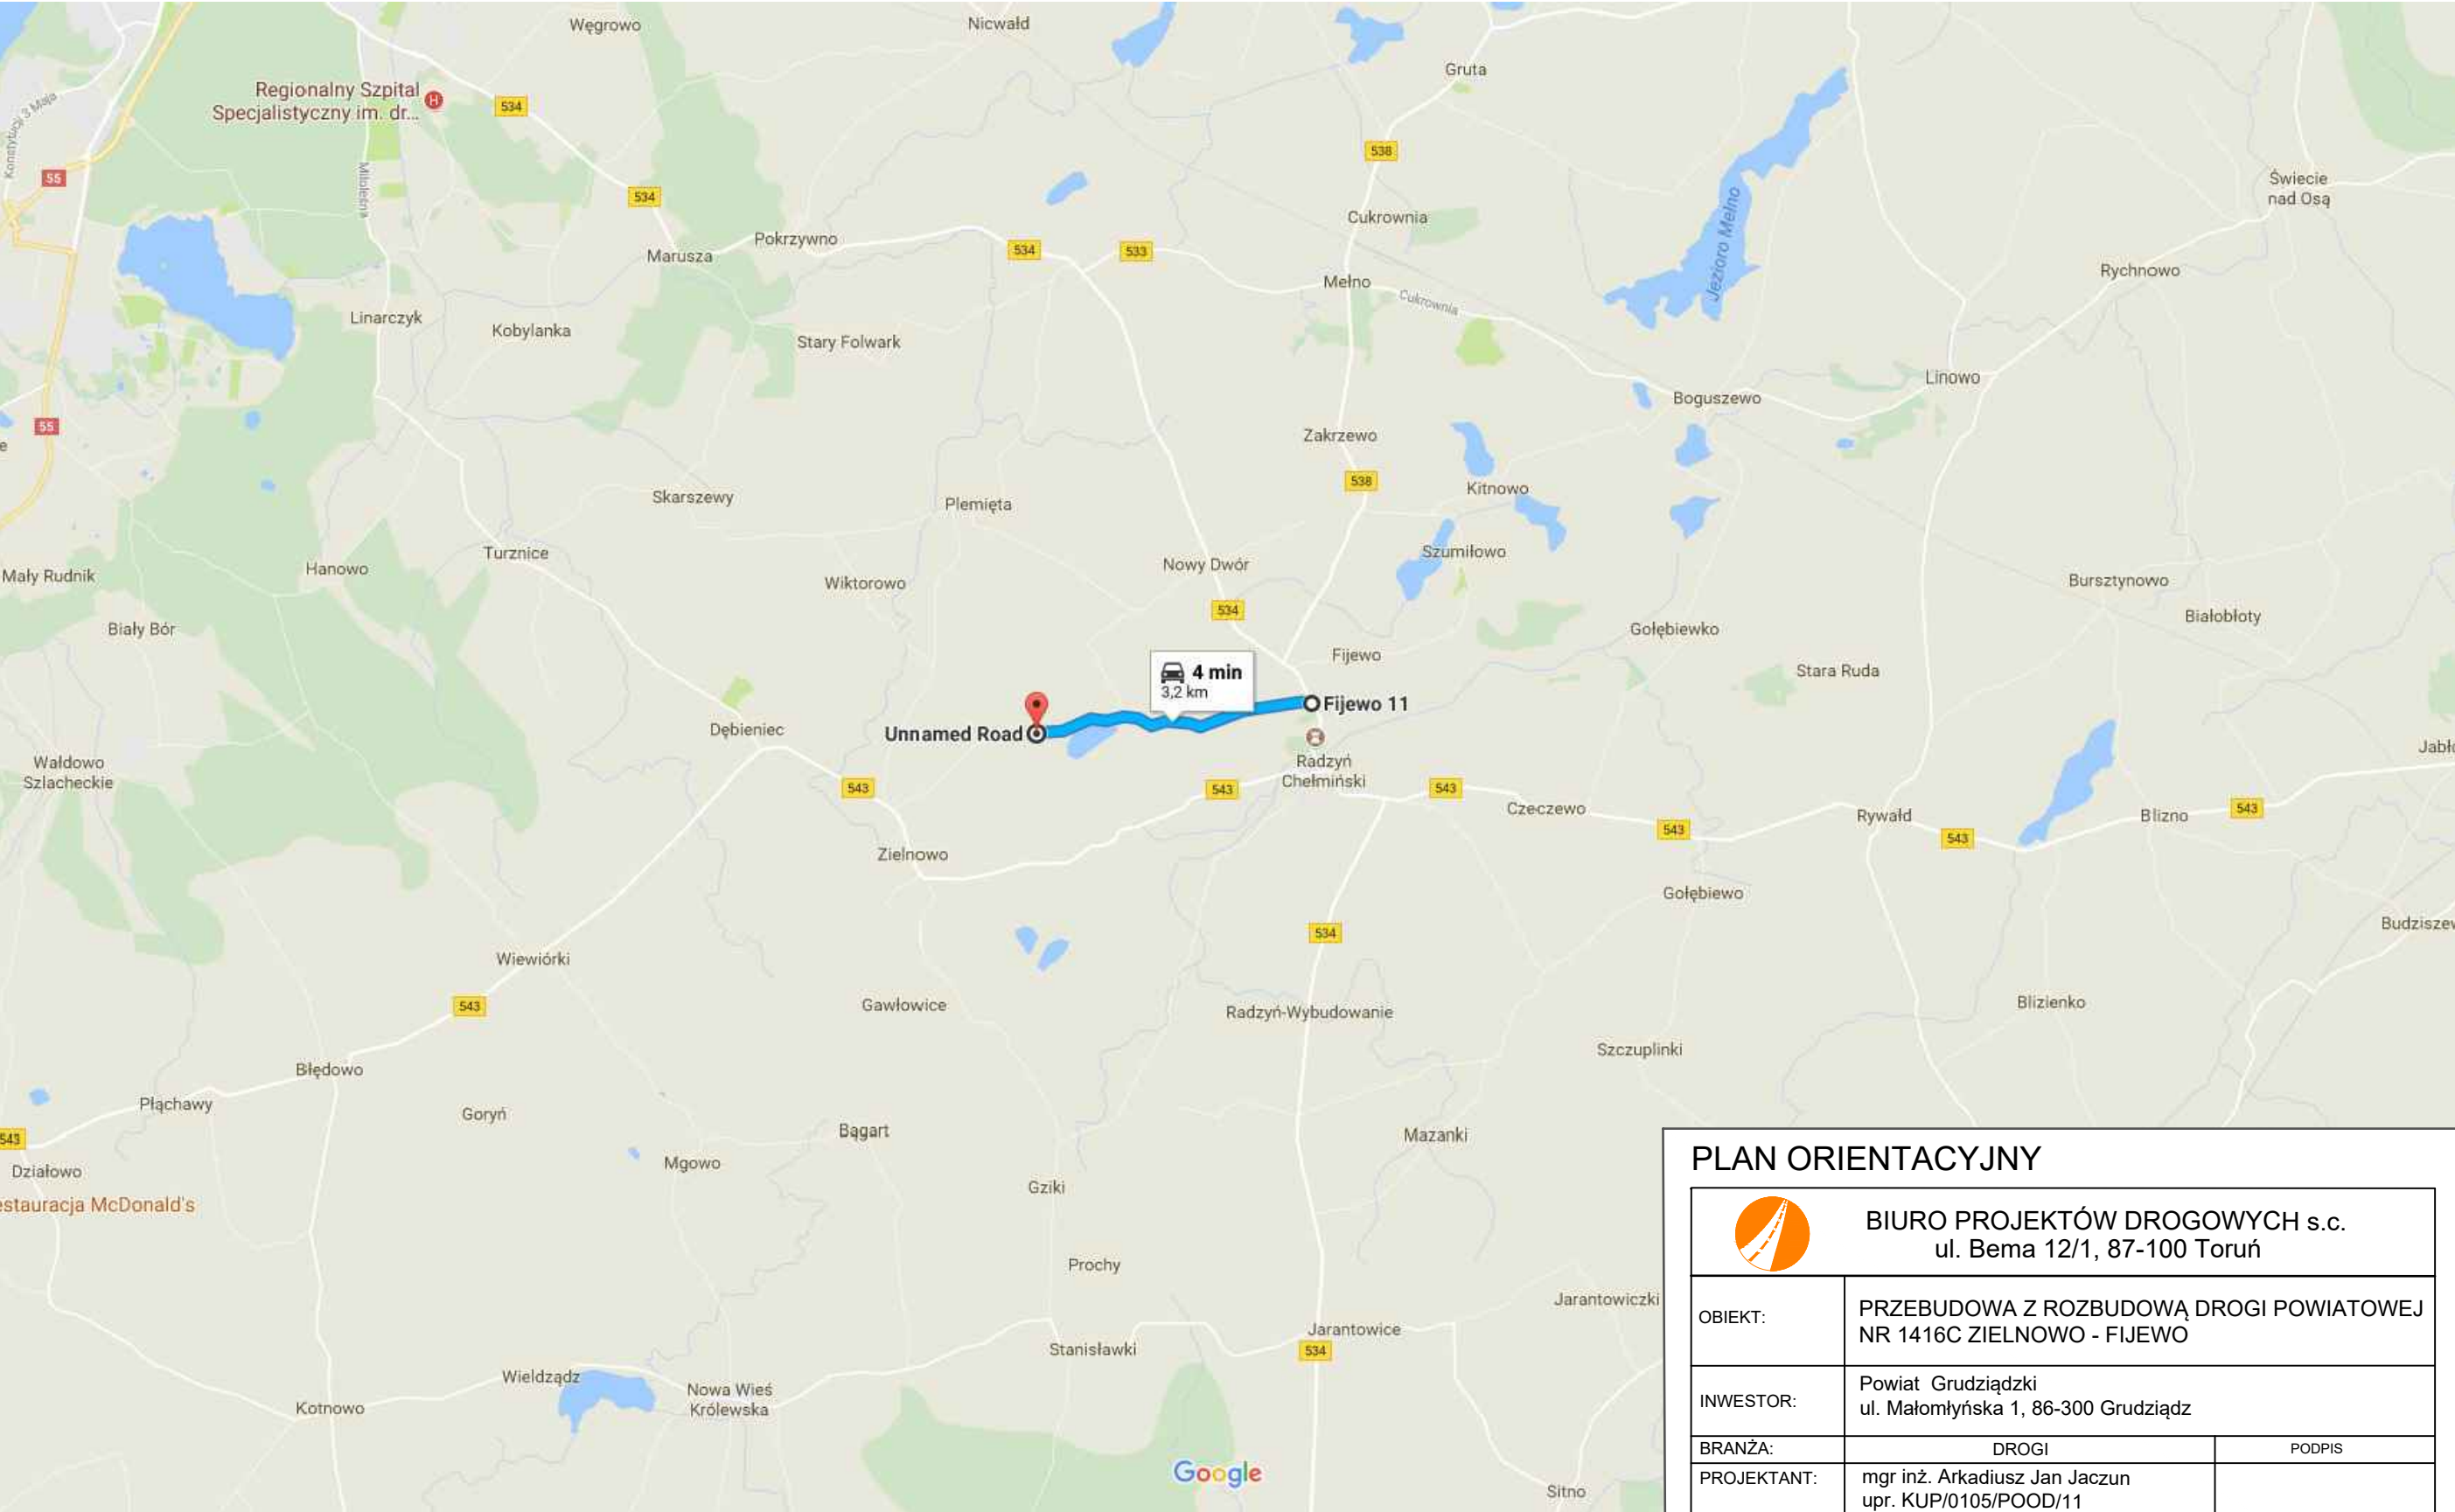 Węgrowo
Nicwałd
Gruta
Regionalny Szpital
Specjalistyczny im. dr...
H
534
Konstytucji 3 Maja
538
55
Miłoleśna
Świecie
nad Osą
534
Cukrownia
Jezioro Mełno
Pokrzywno
Marusza
534
533
Rychnowo
Mełno
Cukrownia
Linarczyk
Kobylanka
Stary Folwark
Linowo
Boguszewo
55
e
Zakrzewo
538
Kitnowo
Skarszewy
Plemięta
Turznice
Szumiłowo
Nowy Dwór
Hanowo
Mały Rudnik
Wiktorowo
Bursztynowo
534
Białobłoty
Biały Bór
Gołębiewko
Fijewo
4 min
3,2 km
Stara Ruda
Fijewo 11
Dębieniec
Unnamed Road
Jabło
Wałdowo
Szlacheckie
Radzyń
Chełmiński
543
543
543
Czeczewo
543
Rywałd
543
Blizno
543
Zielnowo
Gołębiewo
Budziszew
534
Wiewiórki
543
Gawłowice
Radzyń-Wybudowanie
Blizienko
Szczuplinki
Błędowo
Płąchawy
Goryń
543
Bągart
Mazanki
Działowo
Mgowo
Gziki
estauracja McDonald's
Prochy
Jarantowiczki
Jarantowice
Stanisławki
534
Wieldządz
Nowa Wieś
Królewska
Kotnowo
Google
Sitno
PLAN ORIENTACYJNY
BIURO PROJEKTÓW DROGOWYCH s.c.
ul. Bema 12/1, 87-100 Toruń
OBIEKT:
PRZEBUDOWA Z ROZBUDOWĄ DROGI POWIATOWEJ
NR 1416C ZIELNOWO - FIJEWO
INWESTOR:
Powiat Grudziądzki
ul. Małomłyńska 1, 86-300 Grudziądz
BRANŻA: DROGI PODPIS
PROJEKTANT:
mgr inż. Arkadiusz Jan Jaczun
upr. KUP/0105/POOD/11